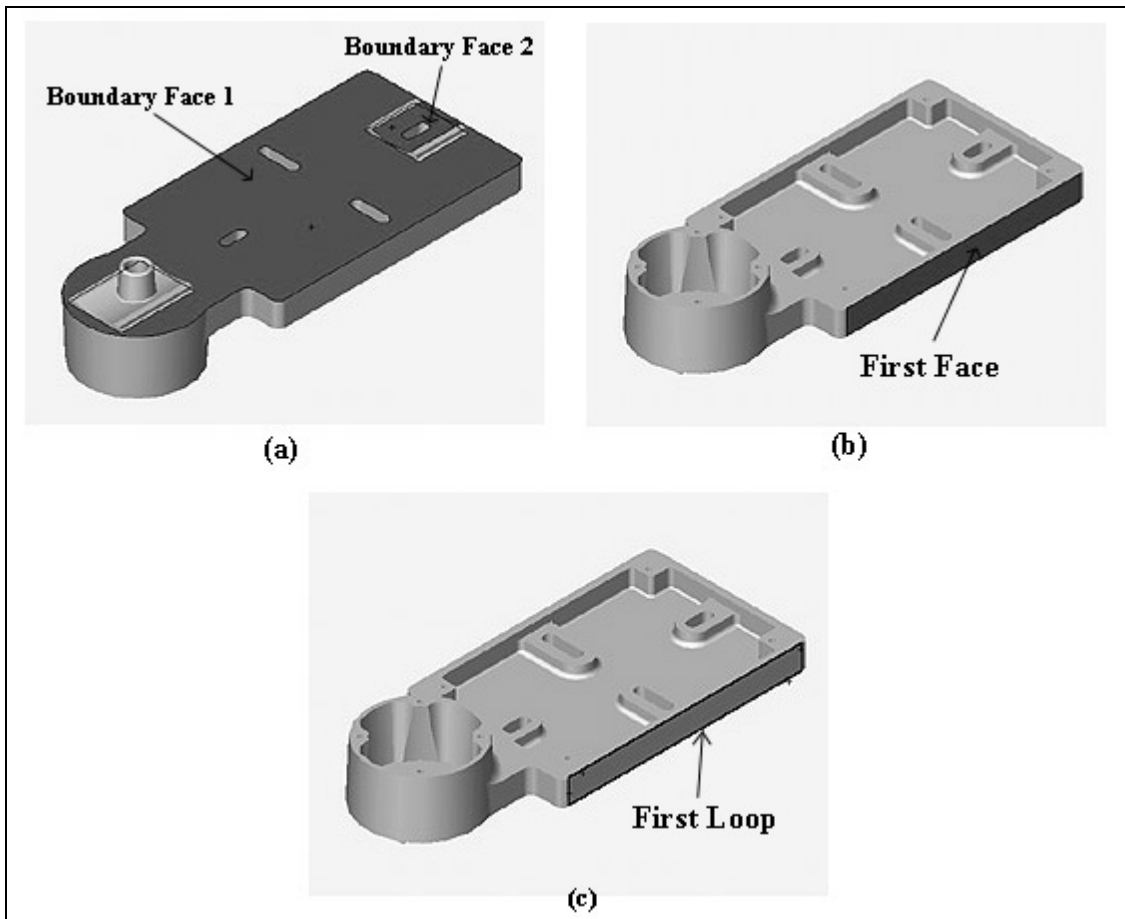 Boundary Face 2
Boundary Face 1
(a)
First Face
(b)
First Loop
(c)